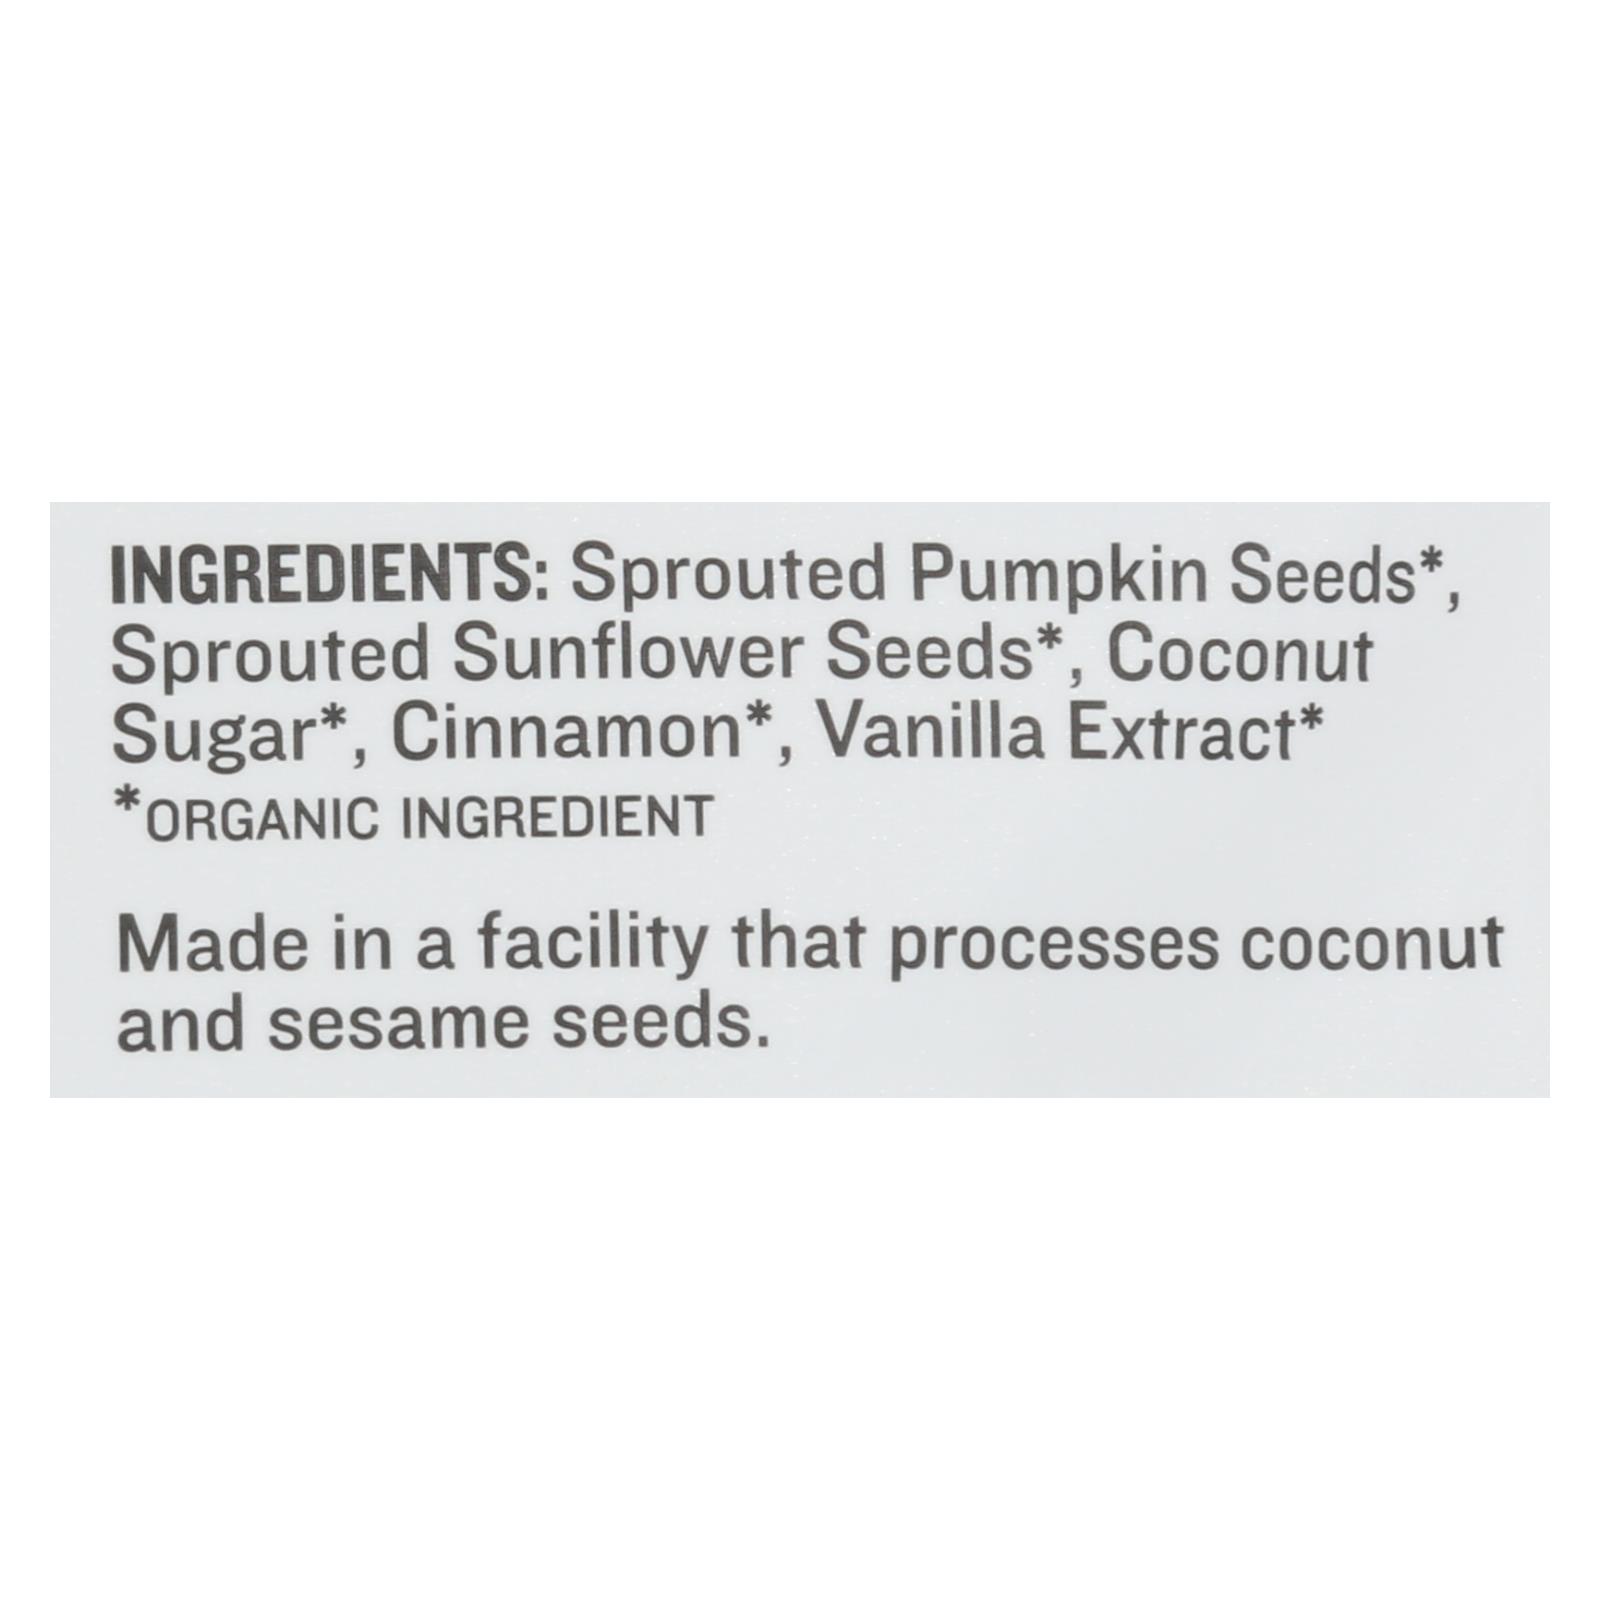 INGREDIENTS: Sprouted Pumpkin Seeds*,
Sprouted Sunflower Seeds*, Coconut
Sugar*, Cinnamon*, Vanilla Extract*
*ORGANIC INGREDIENT
Made in a facility that processes coconut
and sesame seeds.